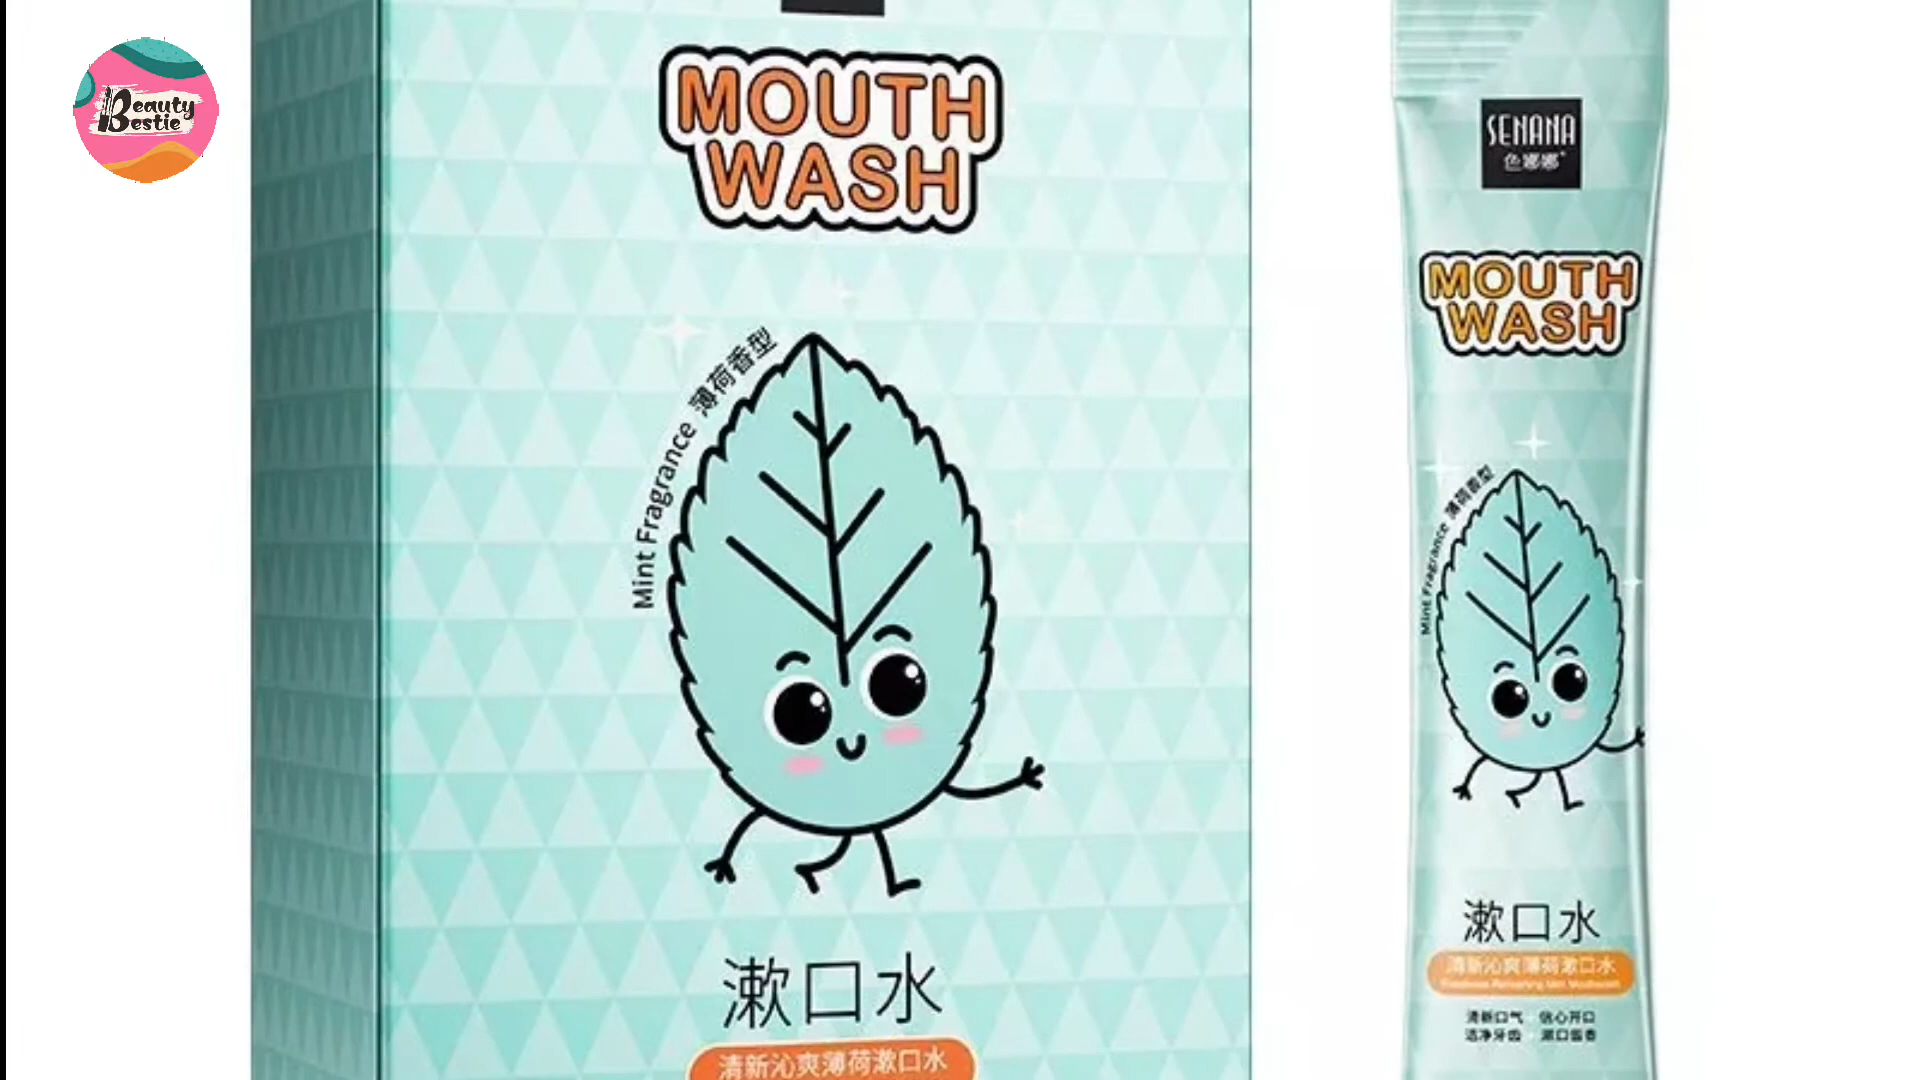 Beauty
Bestie
MOUTH
WASH
Mint Fragrance 薄荷香型
漱口水
清新沁爽薄荷漱口水
SENANA
色娜娜
MOUTH
WASH
Mint Fragrance 薄荷香型
漱口水
清新沁爽薄荷漱口水
清新口气 信心开口
洁净牙齿 漱口留香